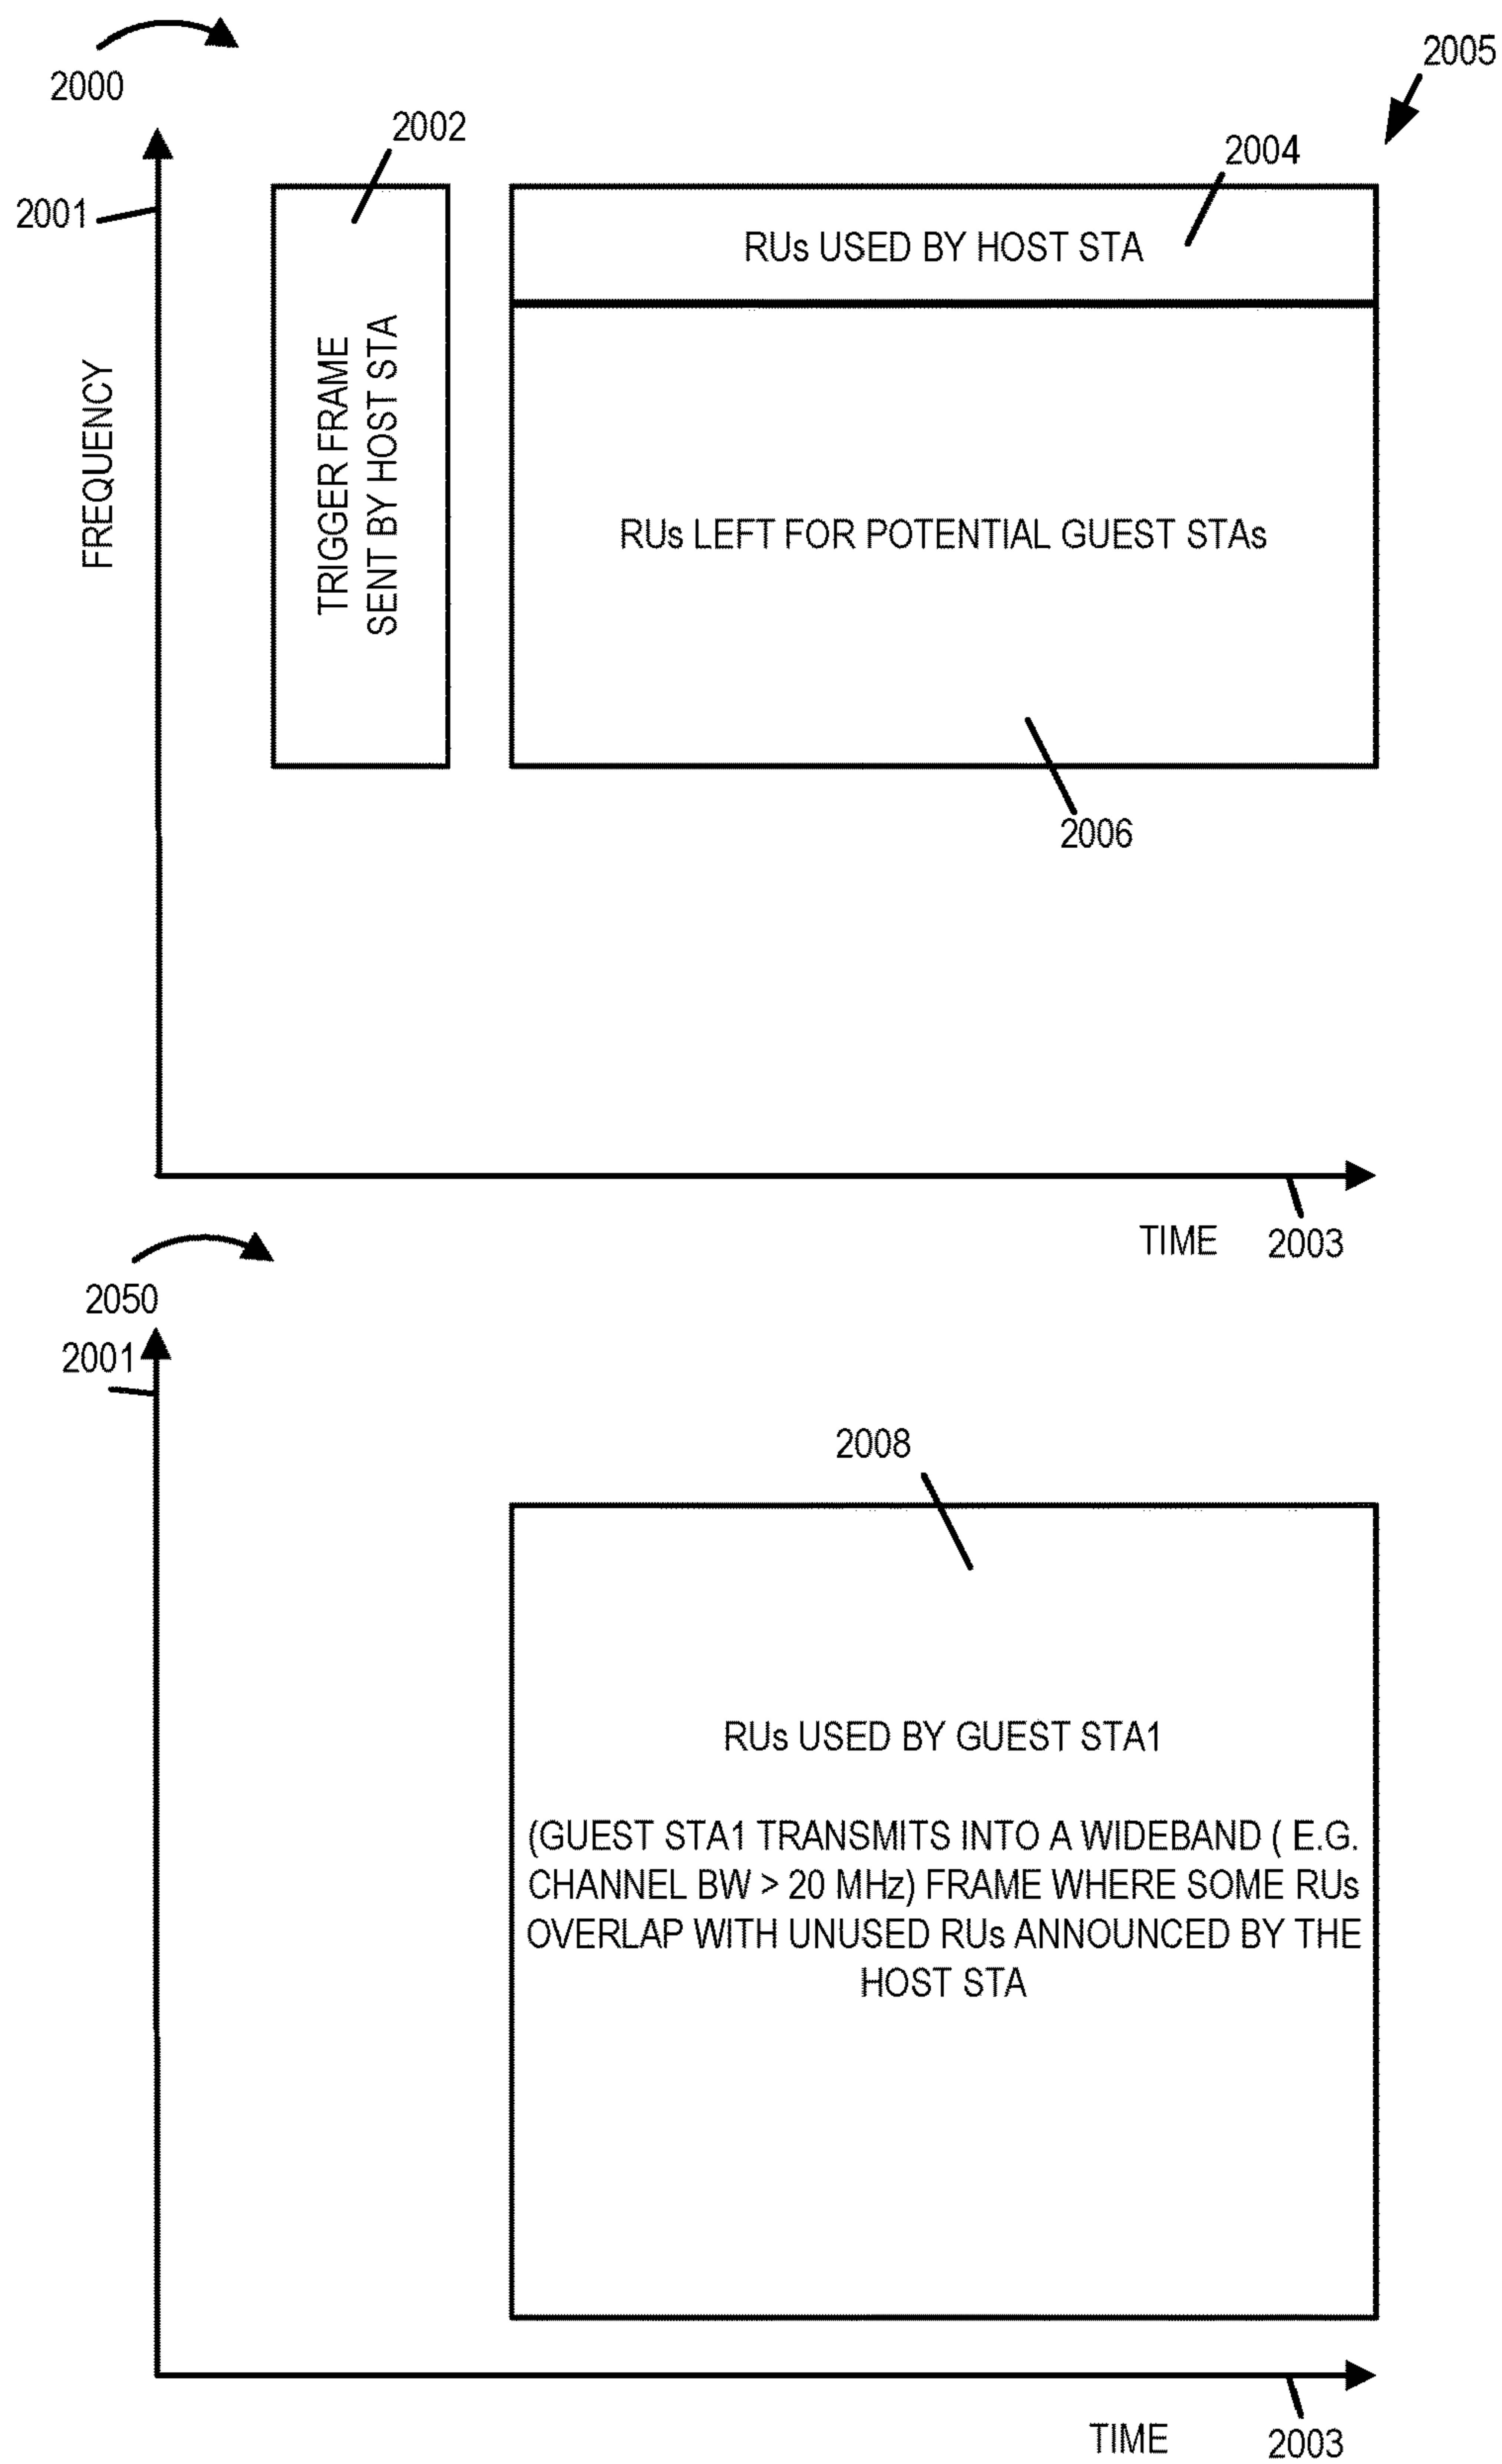 2000
2005
2002
2004
2001
RUs USED BY HOST STA
TRIGGER FRAME
SENT BY HOST STA
FREQUENCY
RUs LEFT FOR POTENTIAL GUEST STAs
2006
TIME 2003
2050
2001
2008
RUs USED BY GUEST STA1
(GUEST STA1 TRANSMITS INTO A WIDEBAND ( E.G.
CHANNEL BW > 20 MHz) FRAME WHERE SOME RUs
OVERLAP WITH UNUSED RUs ANNOUNCED BY THE
HOST STA
TIME 2003